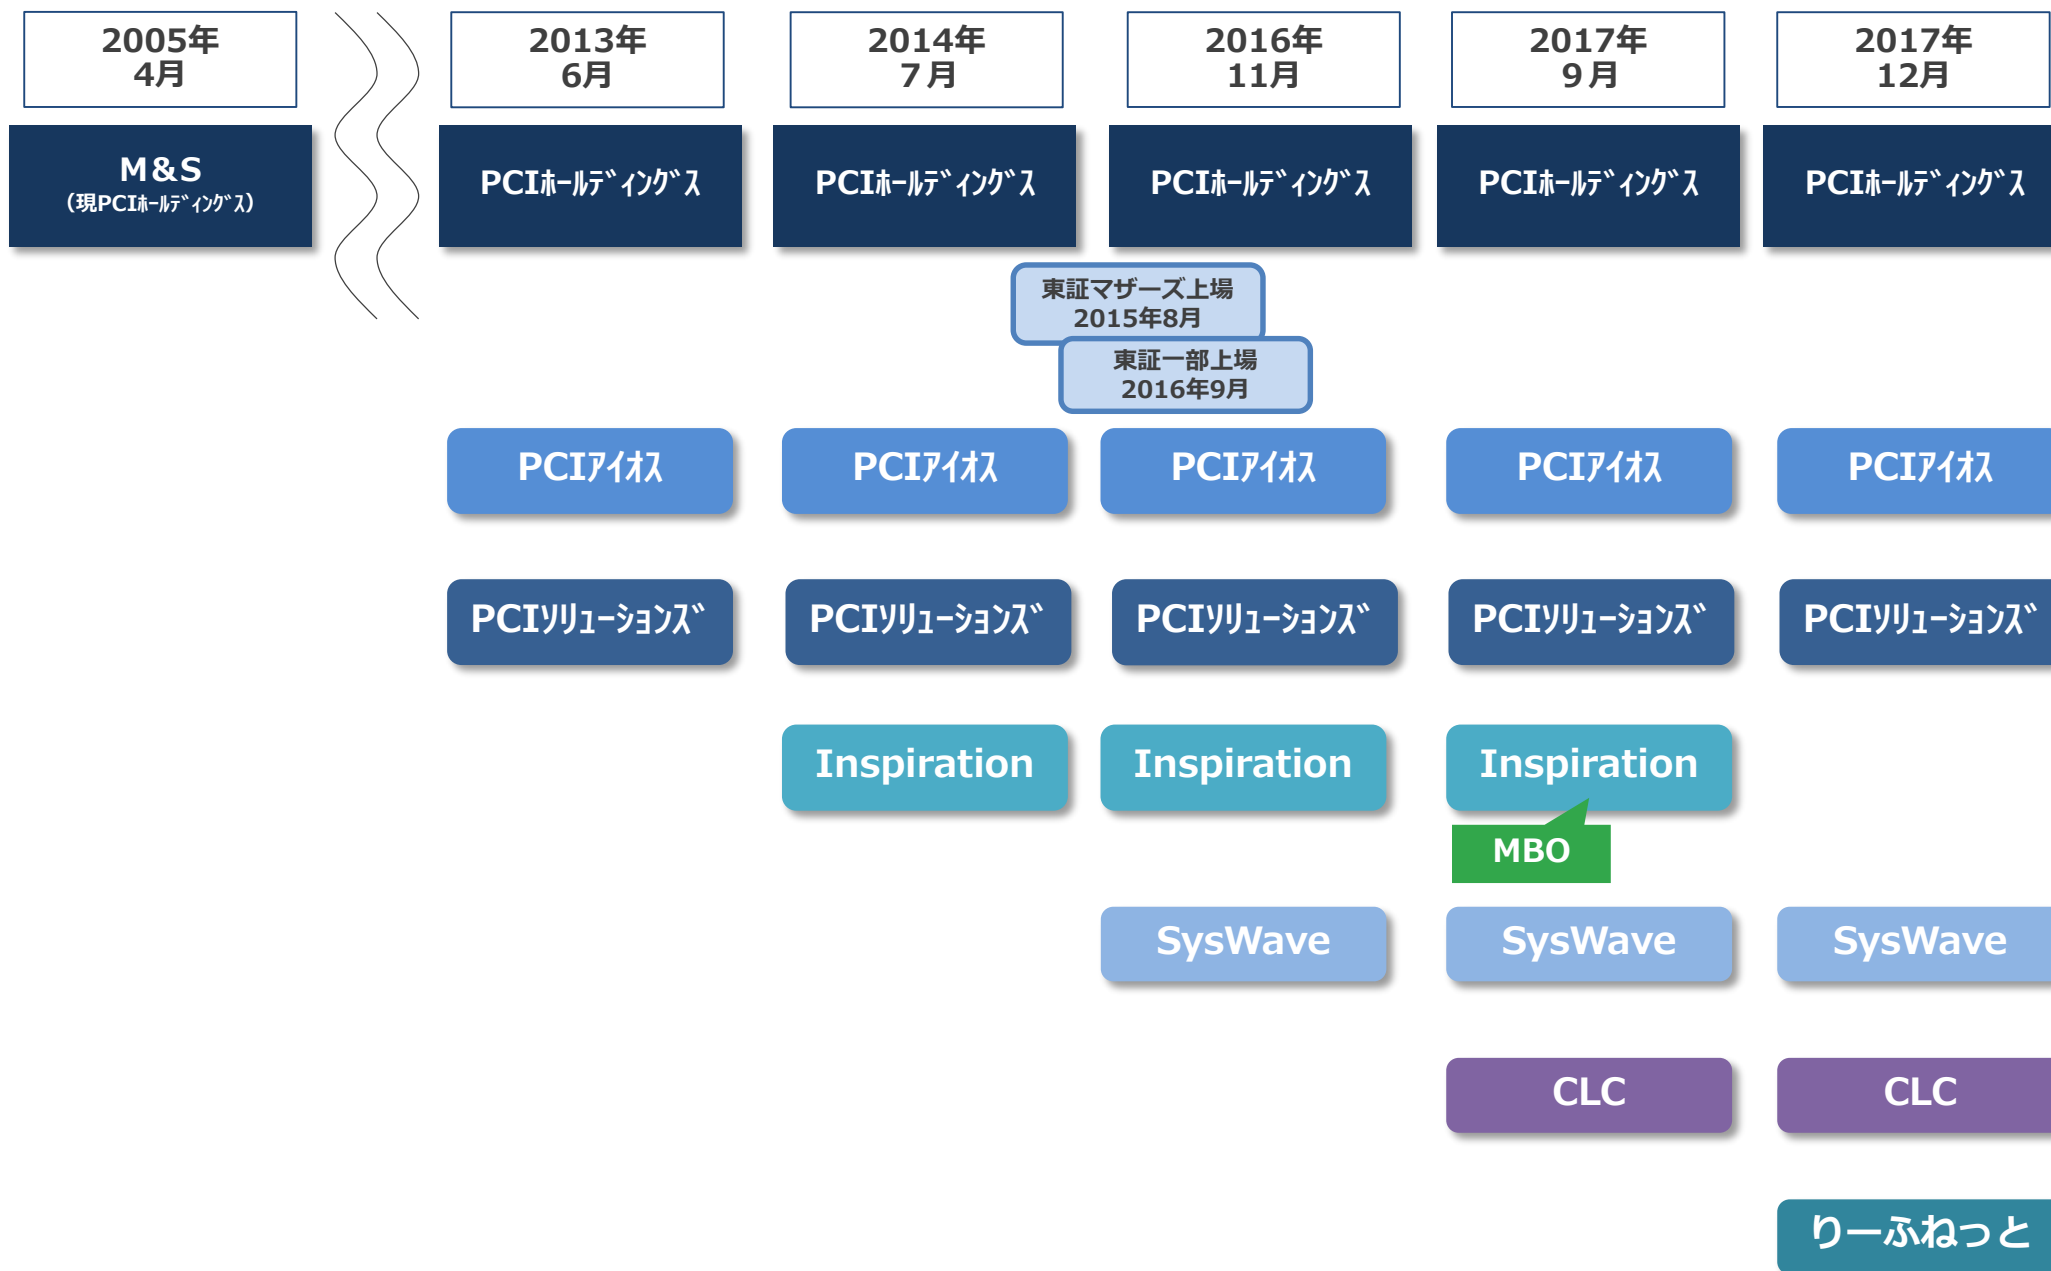 2005年
4月
2013年
6月
2014年
７月
2016年
11月
2017年
９月
2017年
12月
M&S
（現PCIﾎｰﾙﾃﾞｨﾝｸﾞｽ）
PCIﾎｰﾙﾃﾞｨﾝｸﾞｽ
PCIﾎｰﾙﾃﾞｨﾝｸﾞｽ
PCIﾎｰﾙﾃﾞｨﾝｸﾞｽ
PCIﾎｰﾙﾃﾞｨﾝｸﾞｽ
PCIﾎｰﾙﾃﾞｨﾝｸﾞｽ
東証マザーズ上場
2015年8月
東証一部上場
2016年9月
PCIｱｲｵｽ
PCIｱｲｵｽ
PCIｱｲｵｽ
PCIｱｲｵｽ
PCIｱｲｵｽ
PCIｿﾘｭｰｼｮﾝｽﾞ
PCIｿﾘｭｰｼｮﾝｽﾞ
PCIｿﾘｭｰｼｮﾝｽﾞ
PCIｿﾘｭｰｼｮﾝｽﾞ
PCIｿﾘｭｰｼｮﾝｽﾞ
Inspiration
Inspiration
Inspiration
MBO
SysWave
SysWave
SysWave
CLC
CLC
りーふねっと